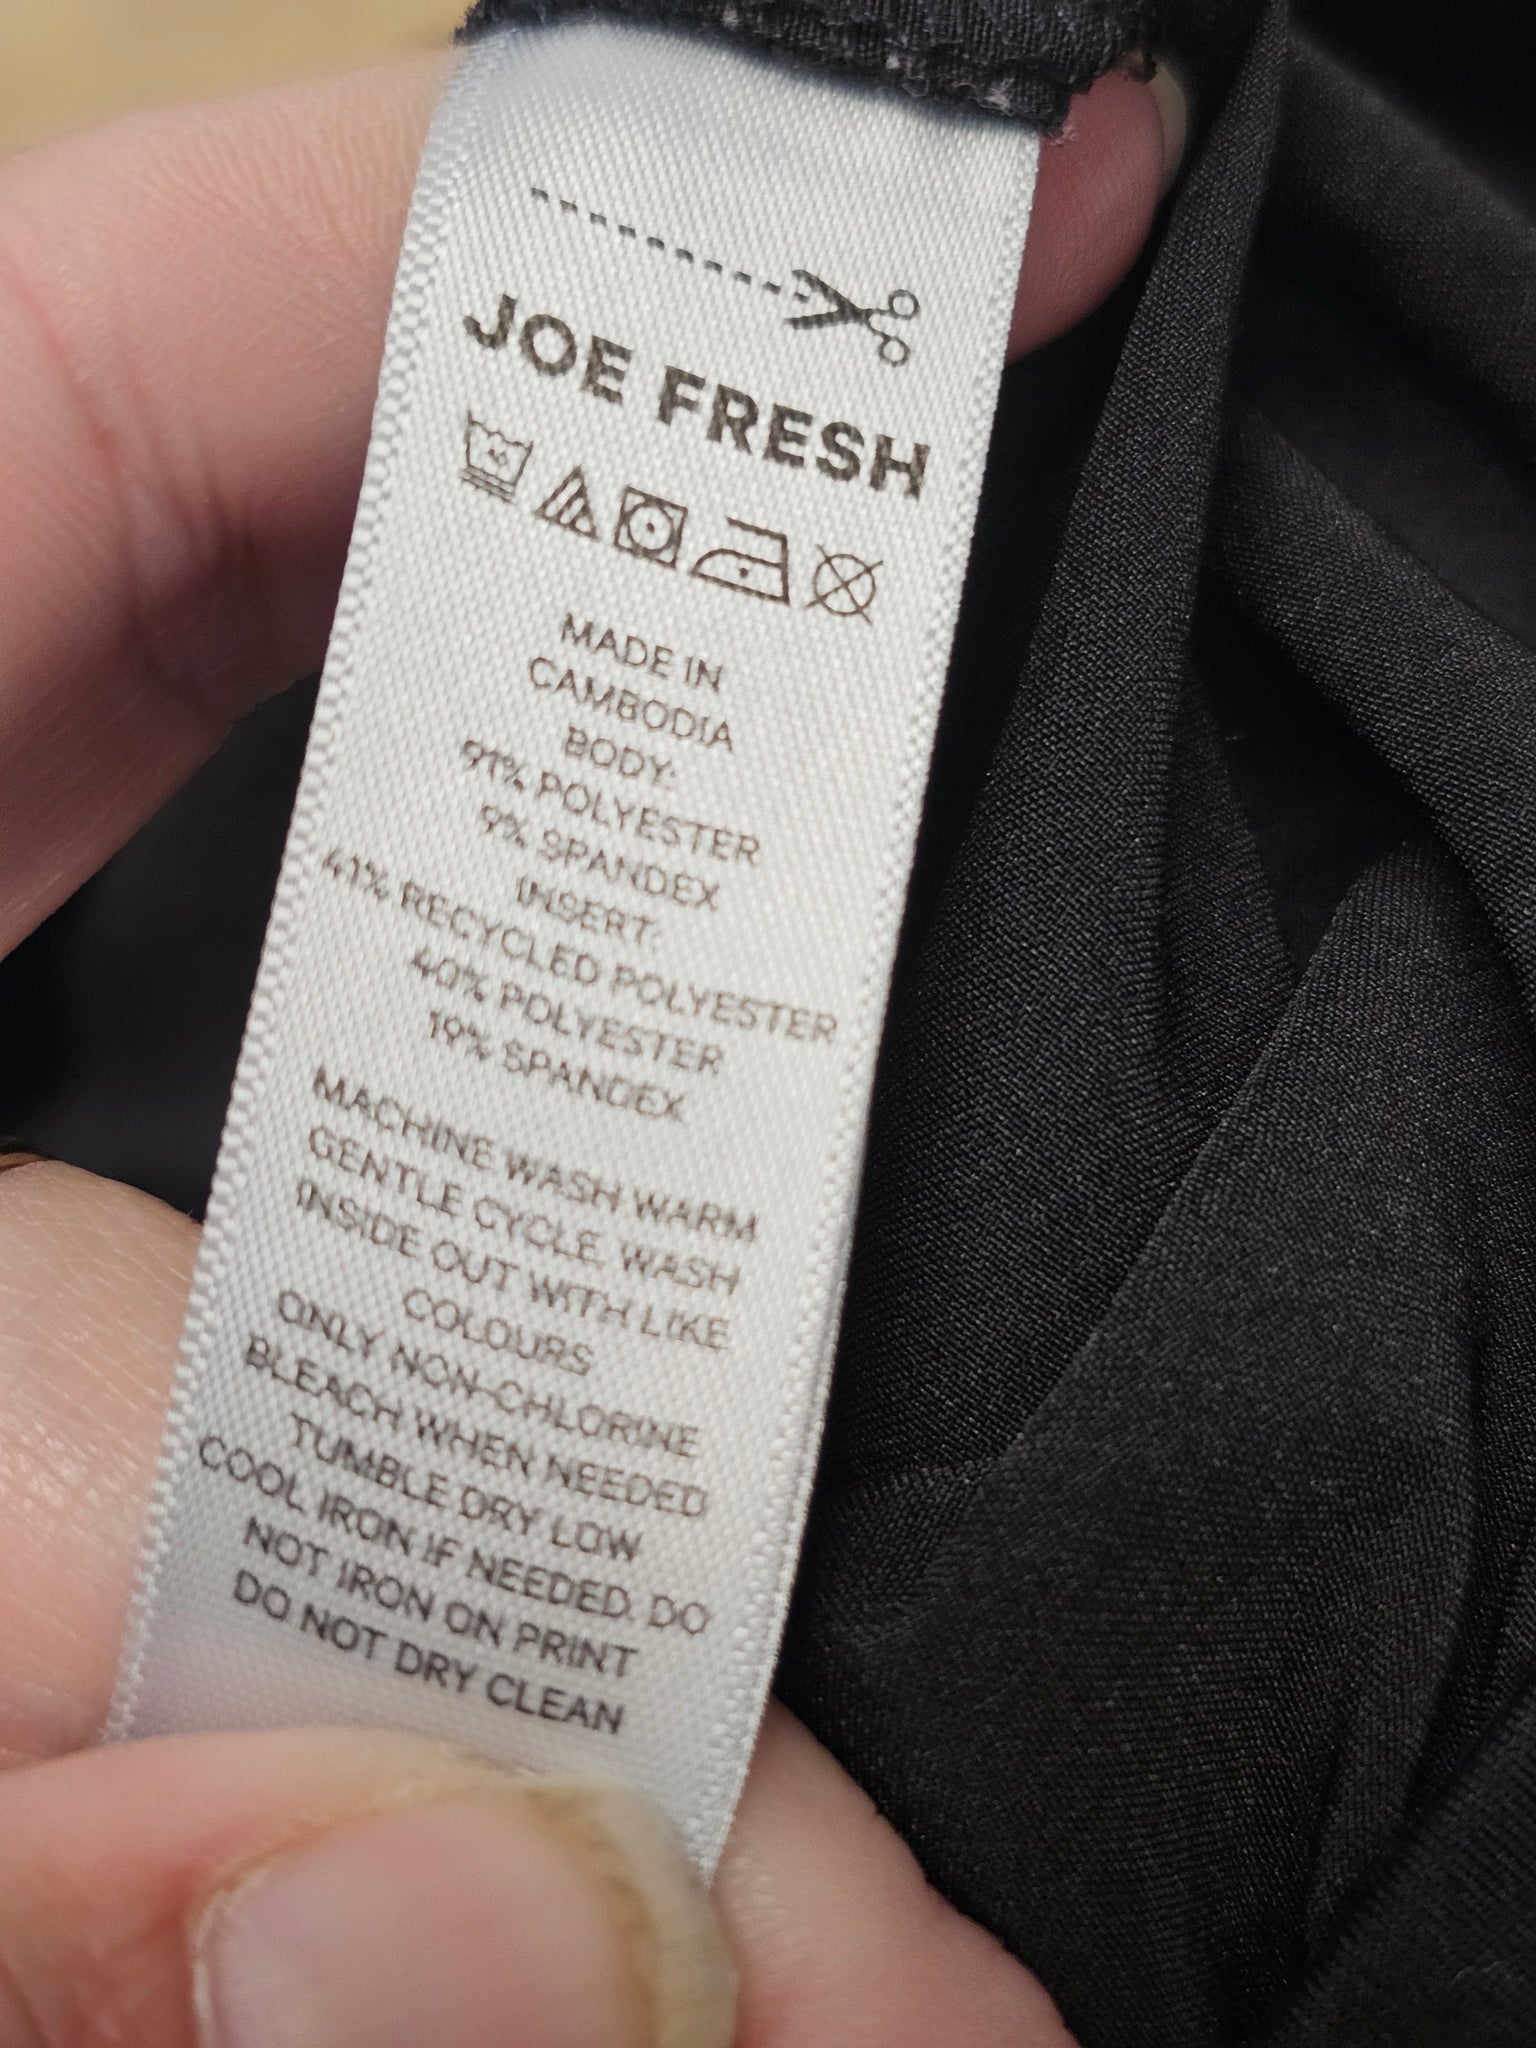 JOE FRESH
40
MADE IN
CAMBODIA
BODY:
91% POLYESTER
9% SPANDEX
INSERT:
41% RECYCLED POLYESTER
40% POLYESTER
19% SPANDEX
MACHINE WASH WARM
GENTLE CYCLE. WASH
INSIDE OUT WITH LIKE
COLOURS
ONLY NON-CHLORINE
BLEACH WHEN NEEDED
TUMBLE DRY LOW
COOL IRON IF NEEDED. DO
NOT IRON ON PRINT
DO NOT DRY CLEAN